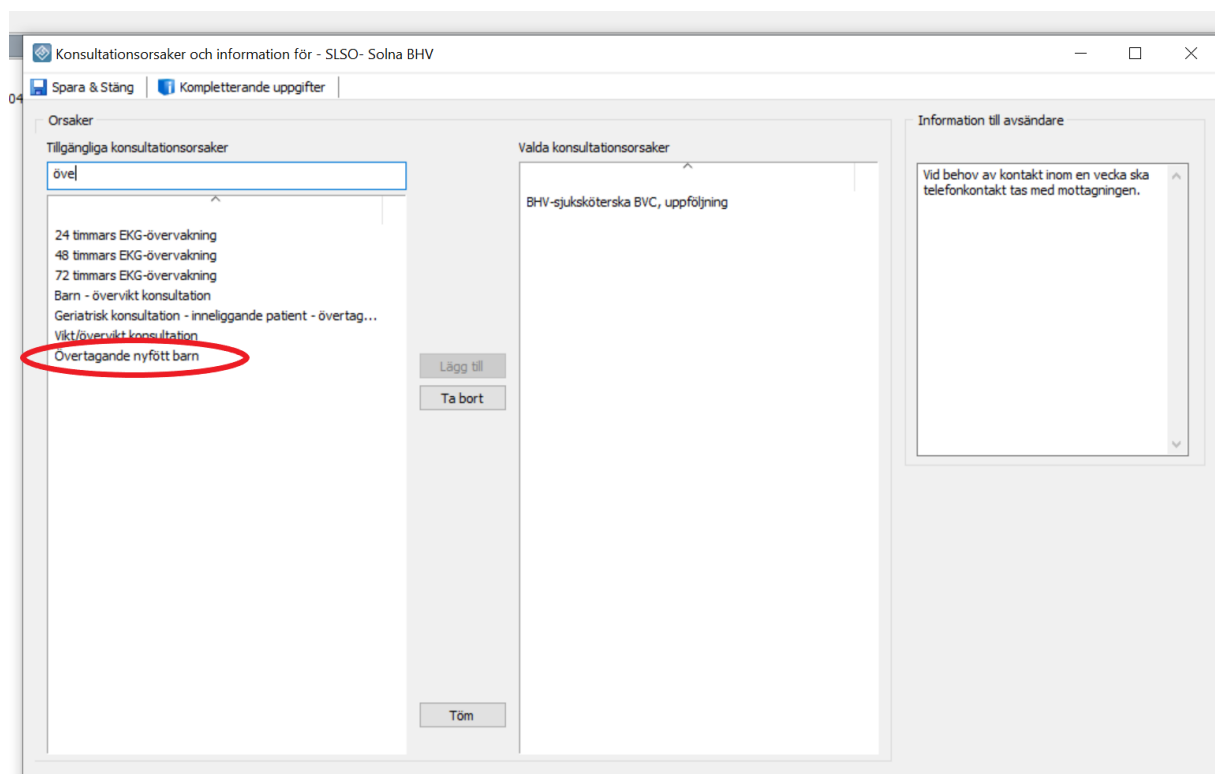 Konsultationsorsaker och information för - SLSO- Solna BHV
Spara & Stäng
Kompletterande uppgifter
04
Orsaker
Tillgängliga konsultationsorsaker
öve
24 timmars EKG-övervakning
48 timmars EKG-övervakning
72 timmars EKG-övervakning
Barn - övervikt konsultation
Geriatrisk konsultation - inneliggande patient - övertag...
Vikt/övervikt konsultation
Övertagande nyfött barn
Lägg till
Ta bort
Töm
Valda konsultationsorsaker
BHV-sjuksköterska BVC, uppföljning
Information till avsändare
Vid behov av kontakt inom en vecka ska
telefonkontakt tas med mottagningen.